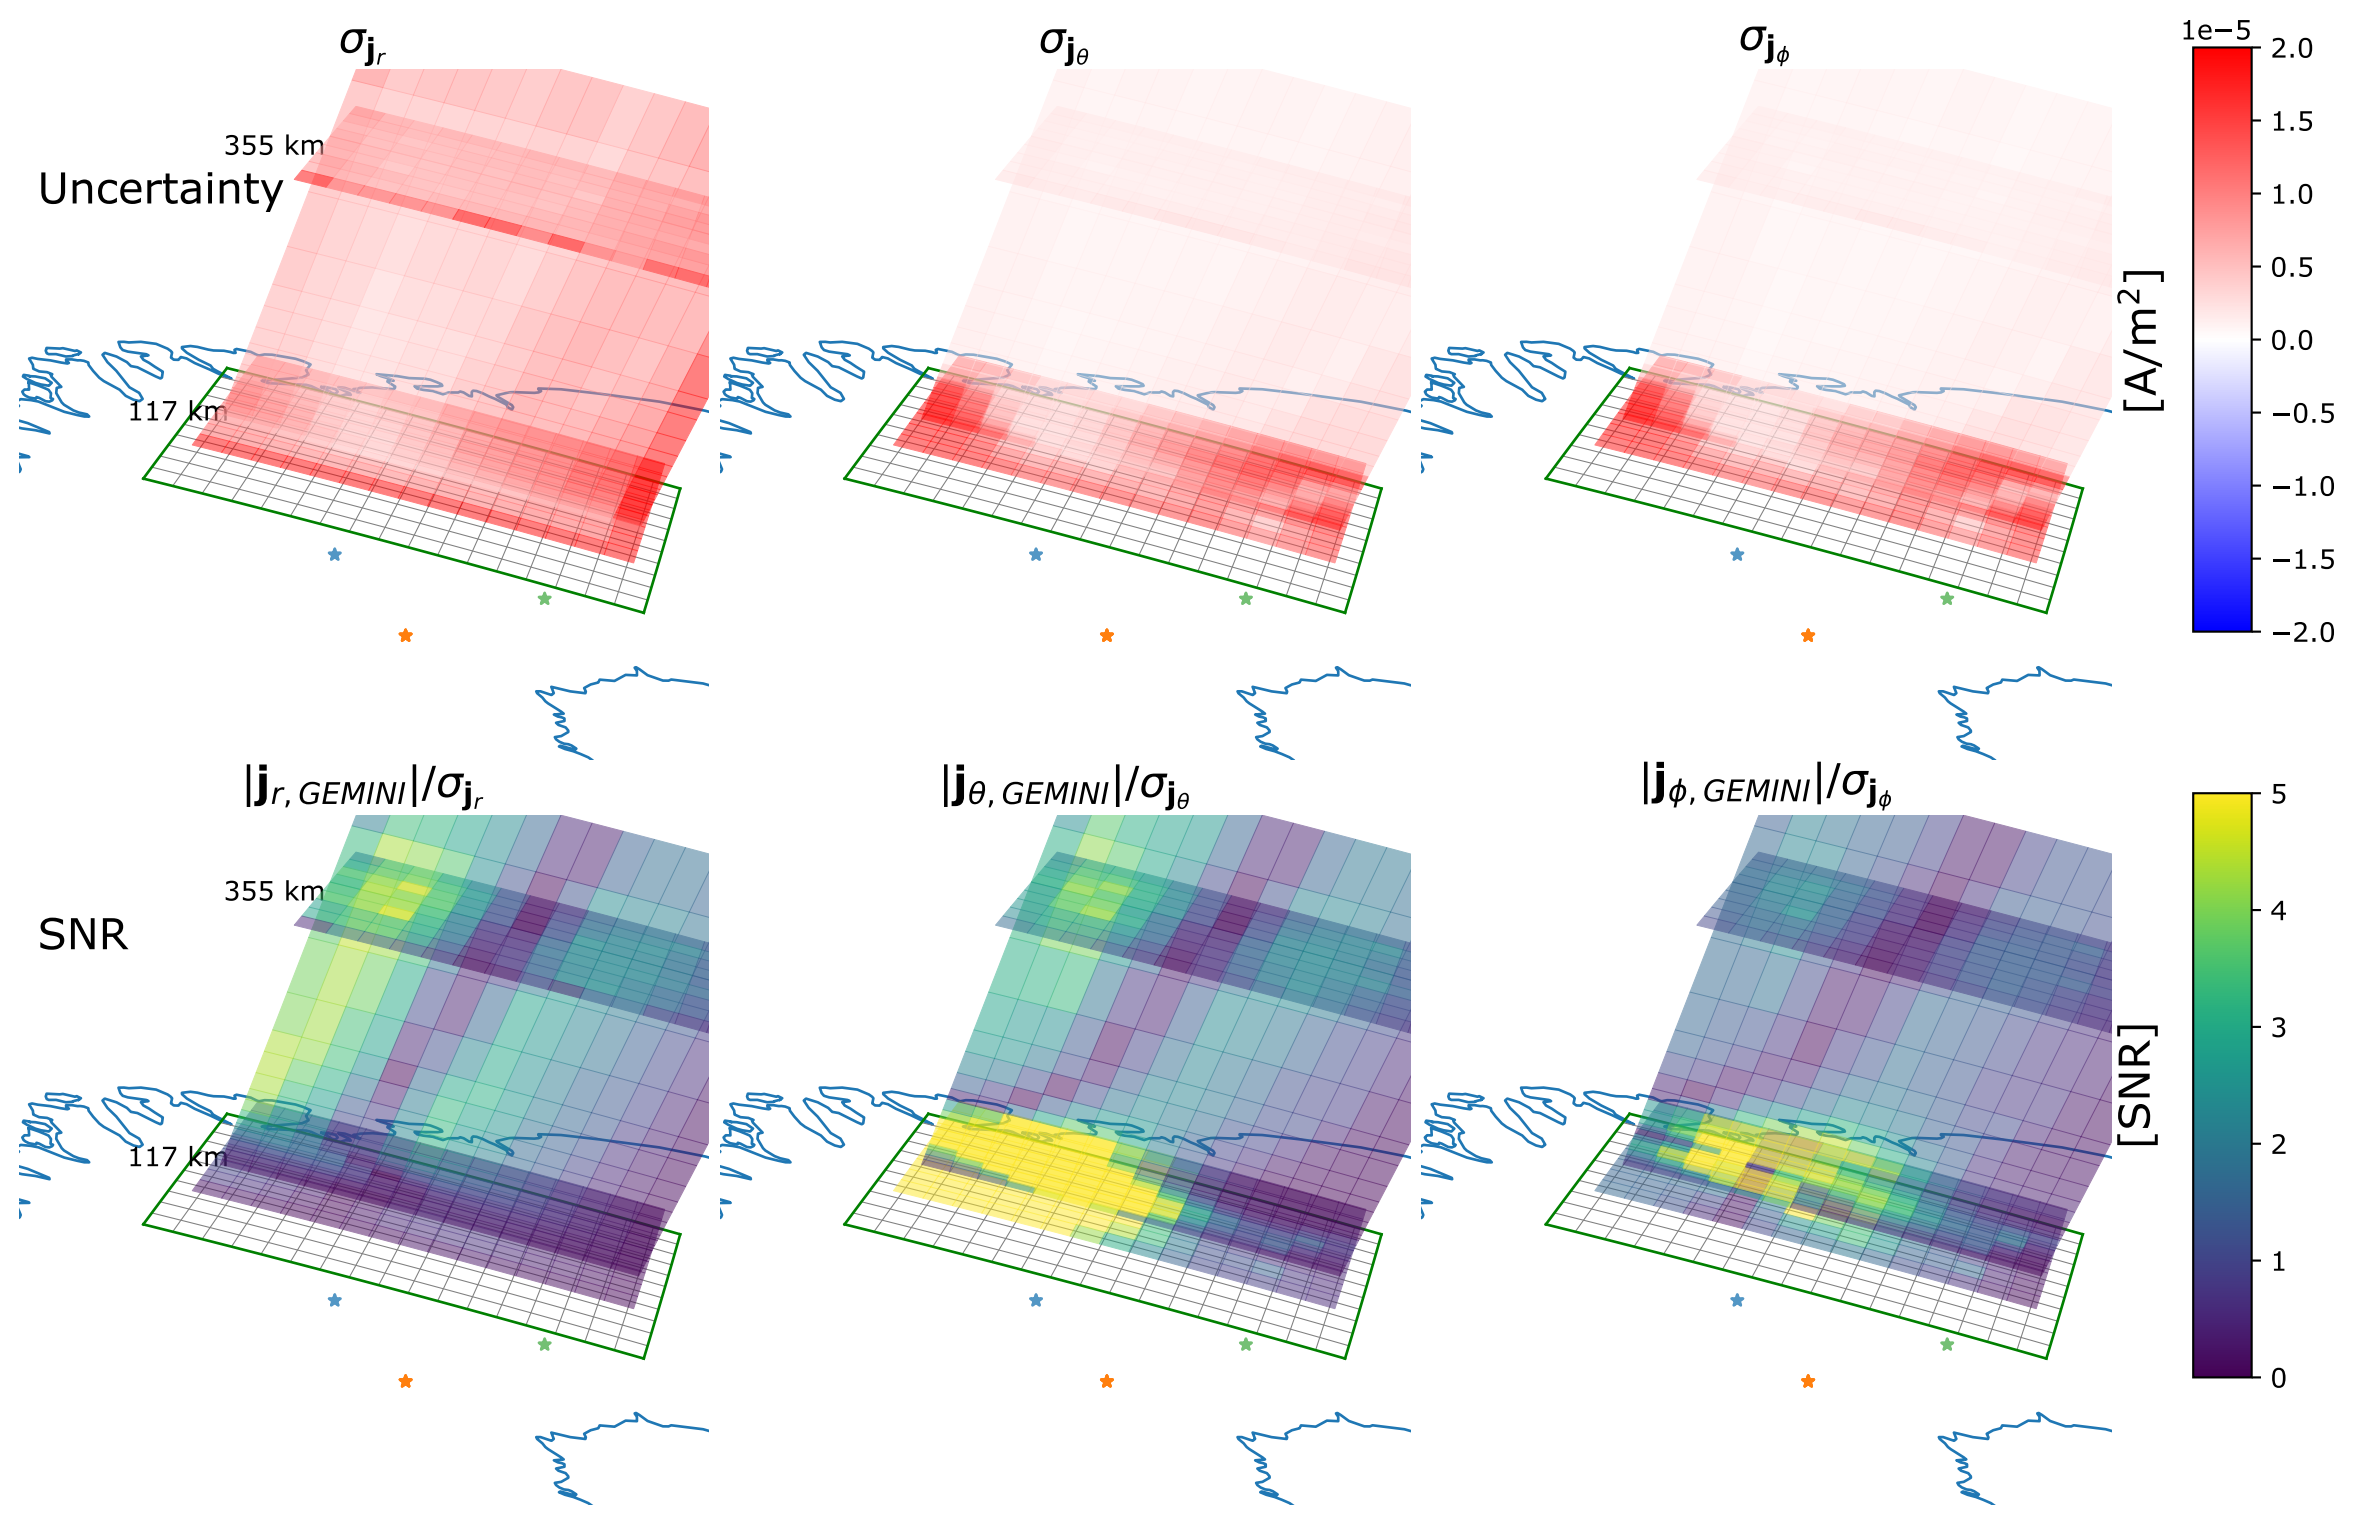 σ_{j_r}
σ_{j_θ}
σ_{j_ϕ}
1e−5
2.0
1.5
1.0
0.5
0.0
−0.5
−1.0
−1.5
−2.0
[A/m²]
355 km
Uncertainty
117 km
|j_{r, GEMINI}|/σ_{j_r}
|j_{θ, GEMINI}|/σ_{j_θ}
|j_{ϕ, GEMINI}|/σ_{j_ϕ}
5
4
3
2
1
0
[SNR]
355 km
SNR
117 km